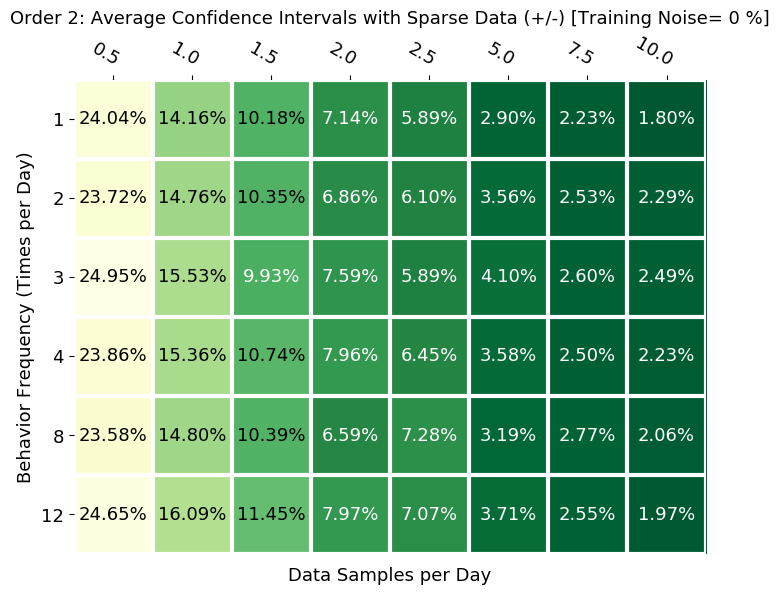 Order 2: Average Confidence Intervals with Sparse Data (+/-) [Training Noise= 0 %]
0.5 1.0 1.5 2.0 2.5 5.0 7.5 10.0
Behavior Frequency (Times per Day)
1 24.04% 14.16% 10.18% 7.14% 5.89% 2.90% 2.23% 1.80%
2 23.72% 14.76% 10.35% 6.86% 6.10% 3.56% 2.53% 2.29%
3 24.95% 15.53% 9.93% 7.59% 5.89% 4.10% 2.60% 2.49%
4 23.86% 15.36% 10.74% 7.96% 6.45% 3.58% 2.50% 2.23%
8 23.58% 14.80% 10.39% 6.59% 7.28% 3.19% 2.77% 2.06%
12 24.65% 16.09% 11.45% 7.97% 7.07% 3.71% 2.55% 1.97%
Data Samples per Day